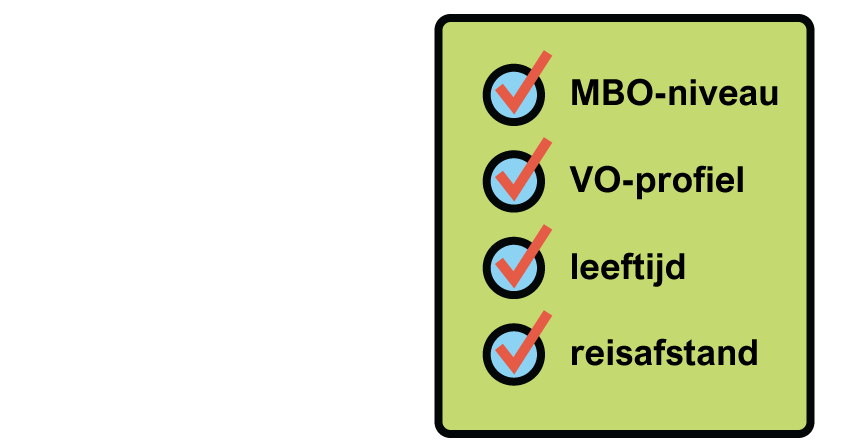 MBO-niveau
VO-profiel
leeftijd
reisafstand